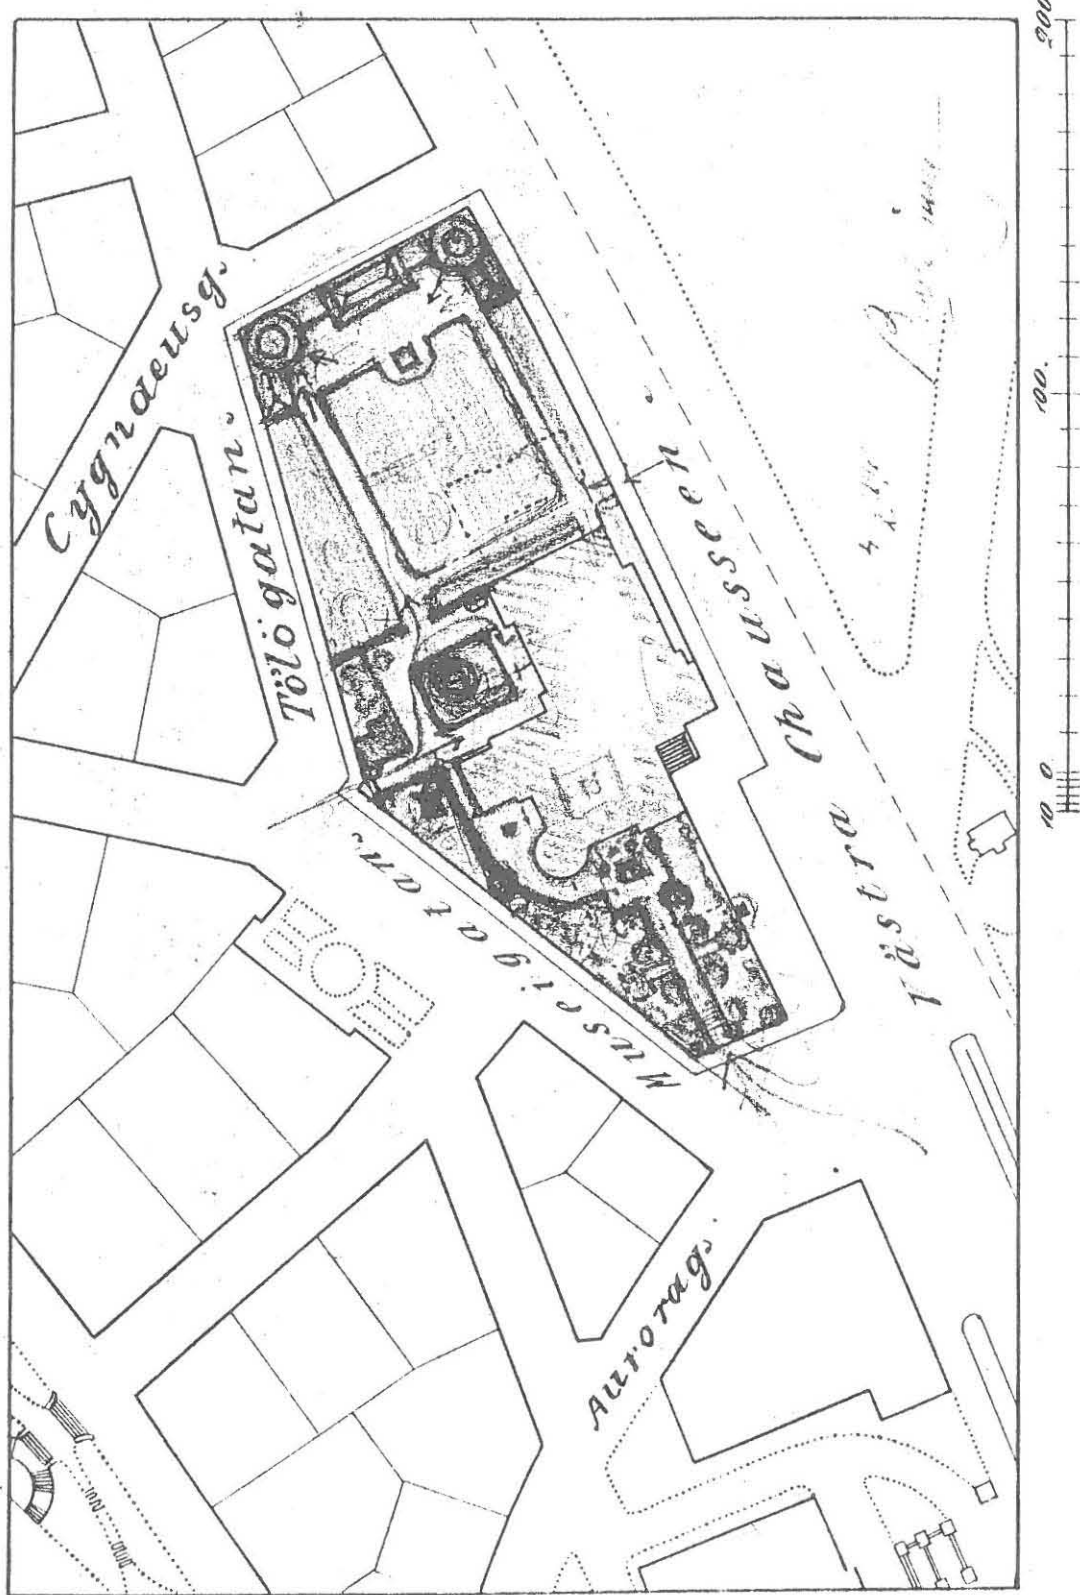 200
100.
0
10
Cygnaeusg.
Tölögatan.
Västra Chausseen.
Museigatan.
Aurorag.